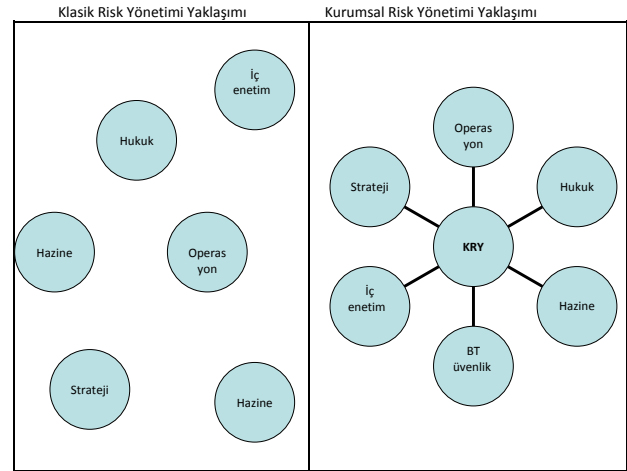 Klasik Risk Yönetimi Yaklaşımı
Kurumsal Risk Yönetimi Yaklaşımı
İç
enetim
Hukuk
Hazine
Operas
yon
Strateji
Hazine
Operas
yon
Strateji
Hukuk
KRY
İç
enetim
Hazine
BT
üvenlik